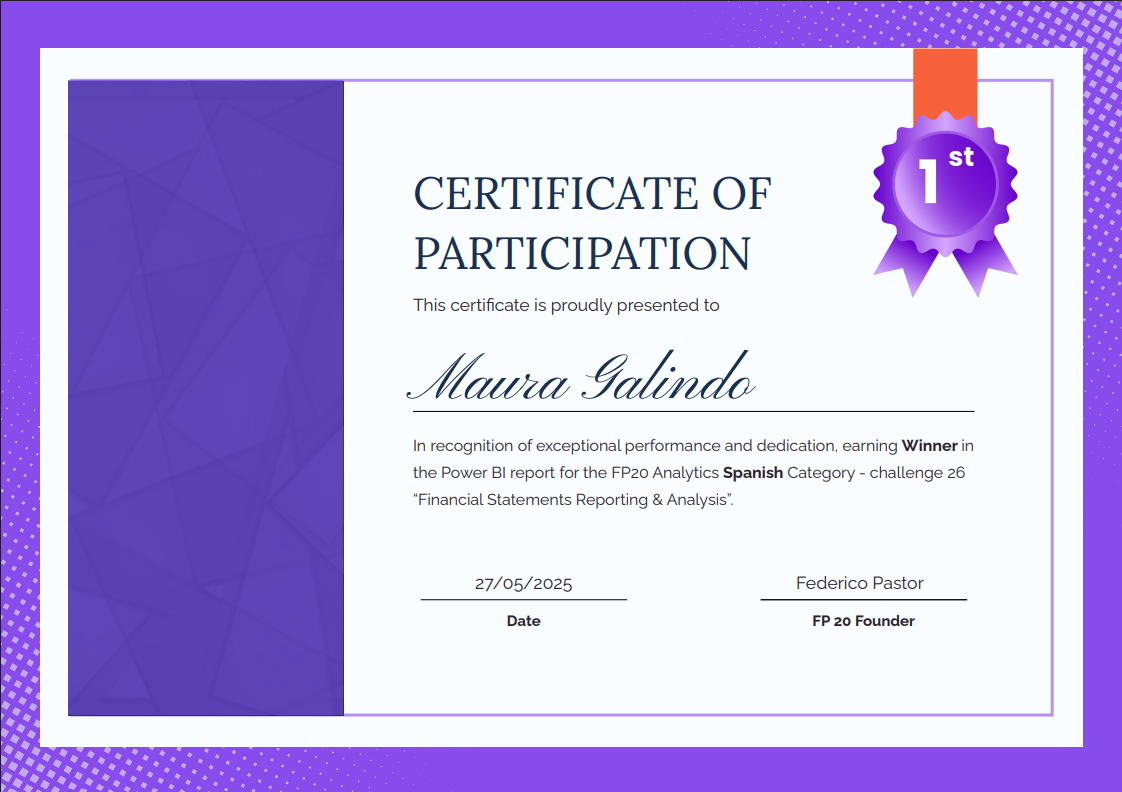 1st
CERTIFICATE OF
PARTICIPATION
This certificate is proudly presented to
Maura Galindo
In recognition of exceptional performance and dedication, earning Winner in
the Power BI report for the FP20 Analytics Spanish Category - challenge 26
“Financial Statements Reporting & Analysis”.
27/05/2025
Federico Pastor
Date
FP 20 Founder